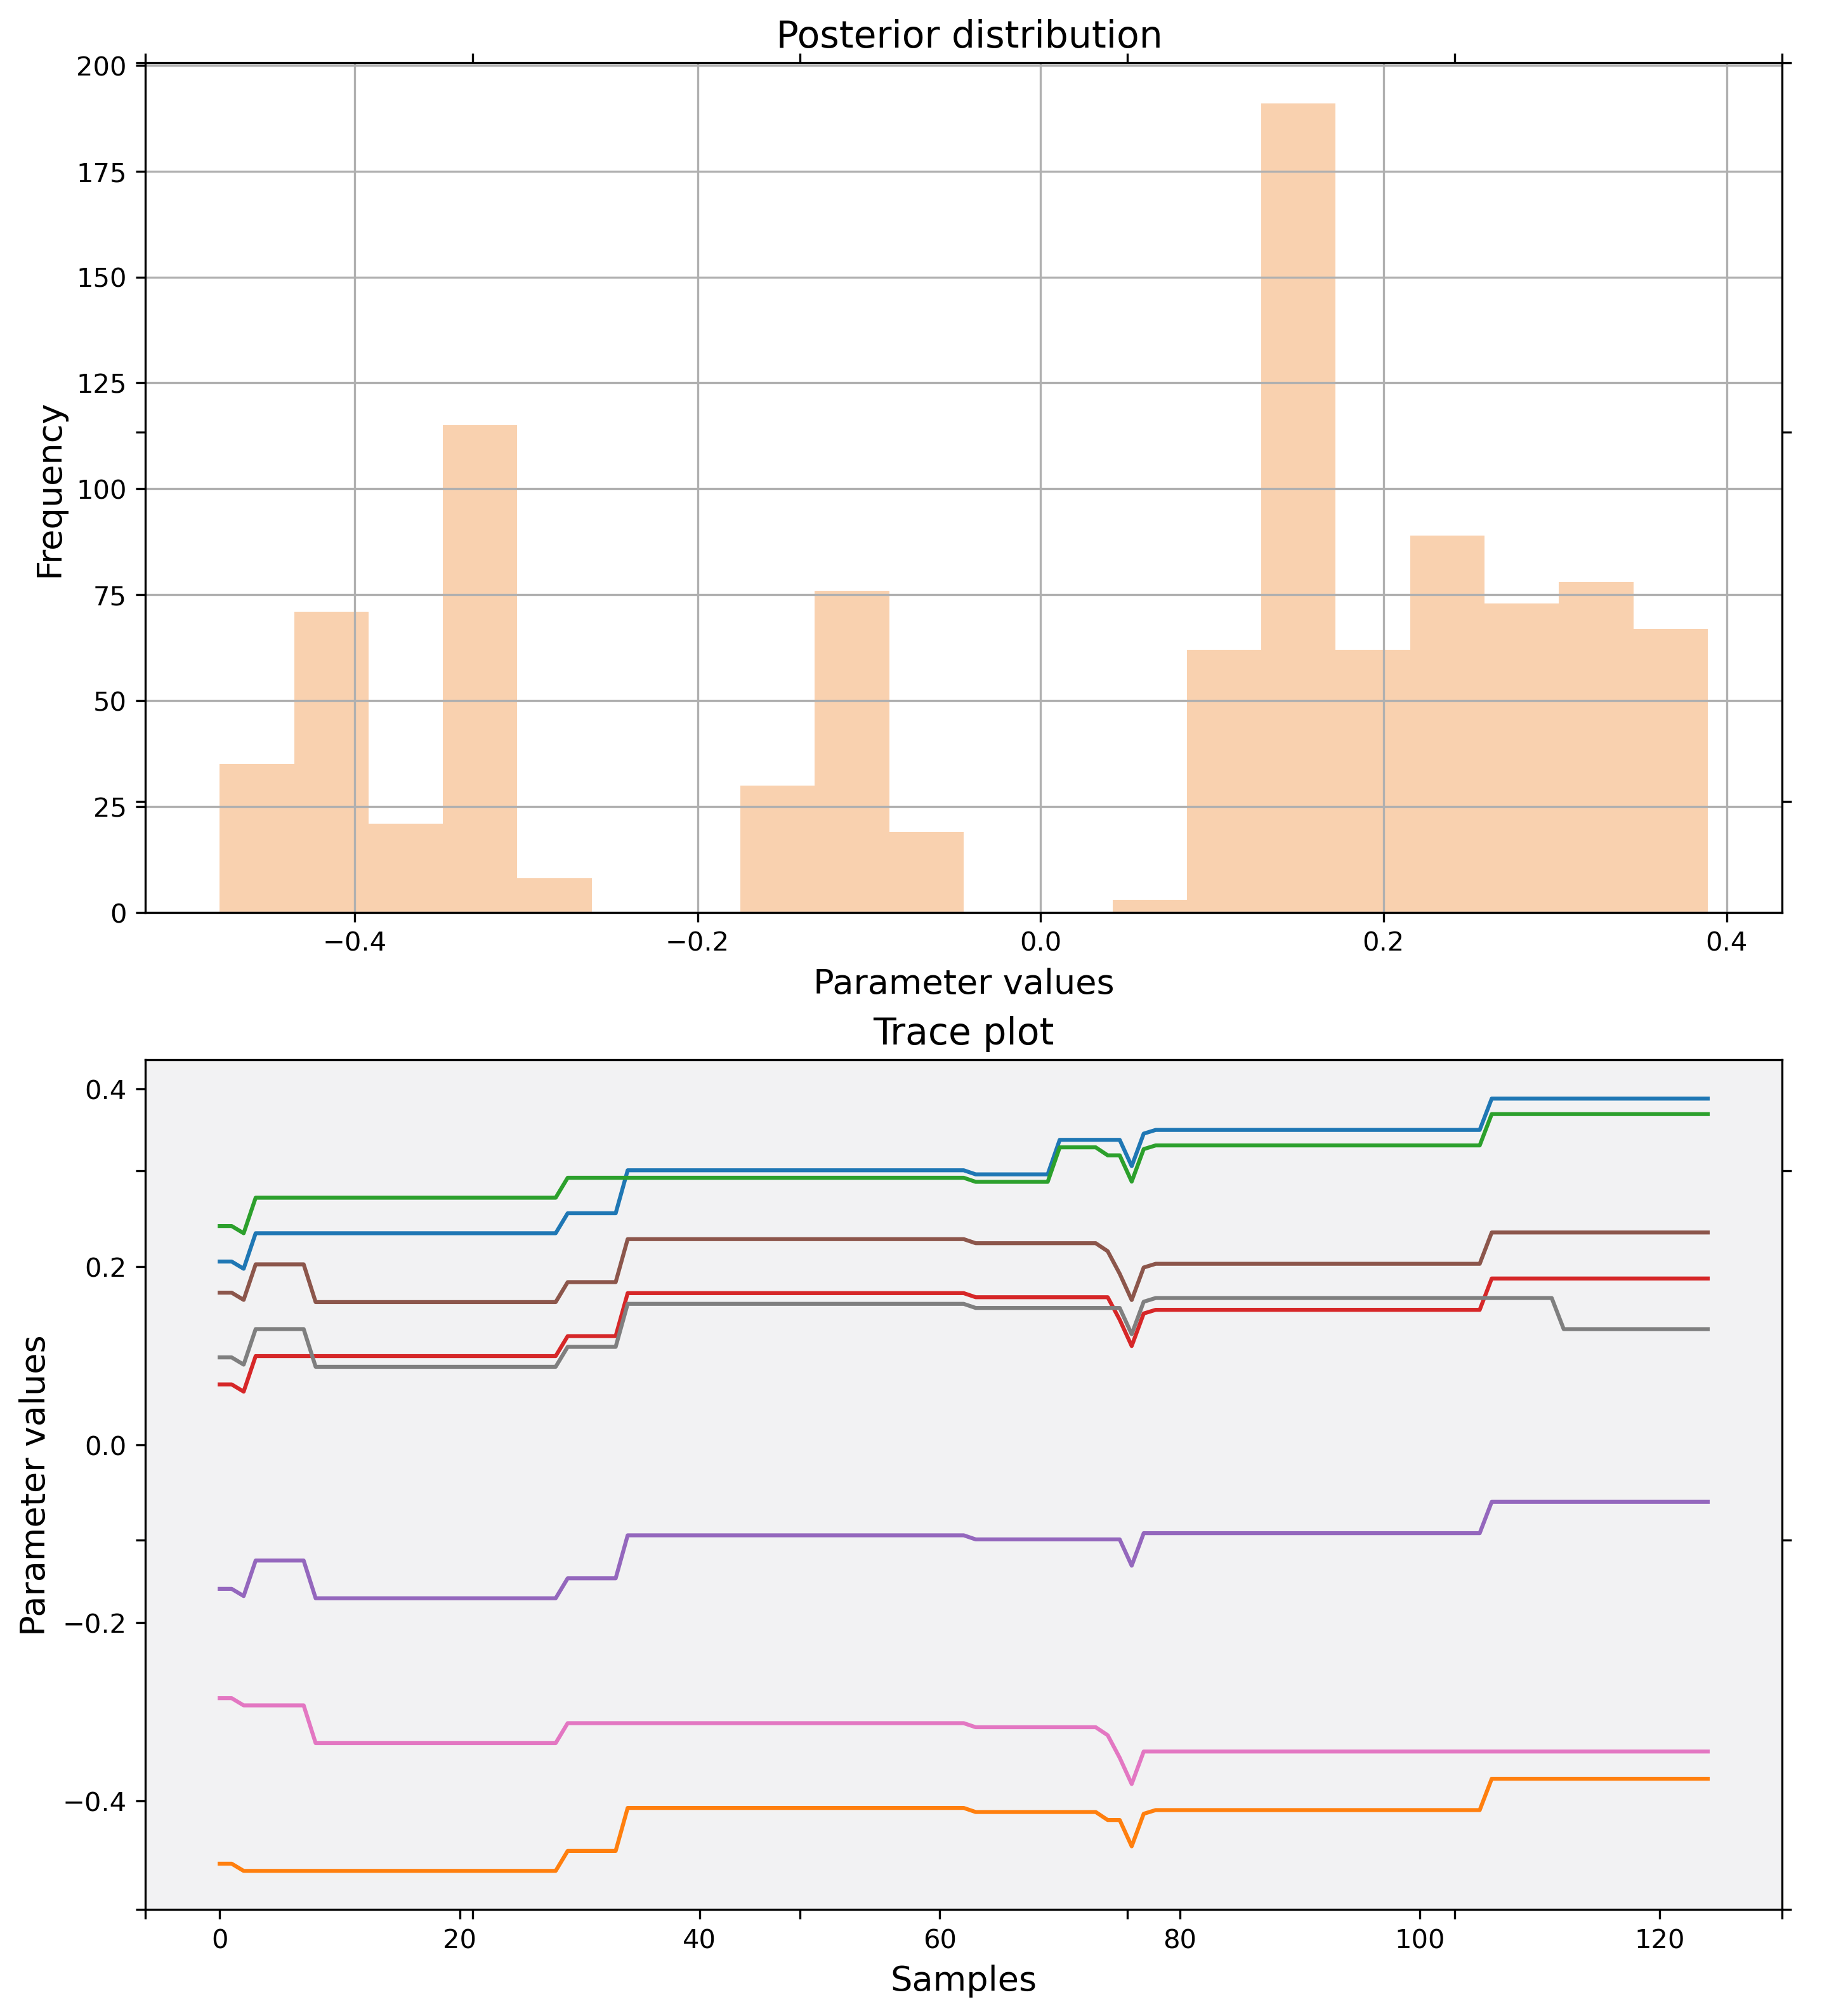 Posterior distribution
200
175
150
125
100
75
50
25
0
Frequency
−0.4 −0.2 0.0 0.2 0.4
Parameter values
Trace plot
0.4
0.2
0.0
−0.2
−0.4
Parameter values
0 20 40 60 80 100 120
Samples